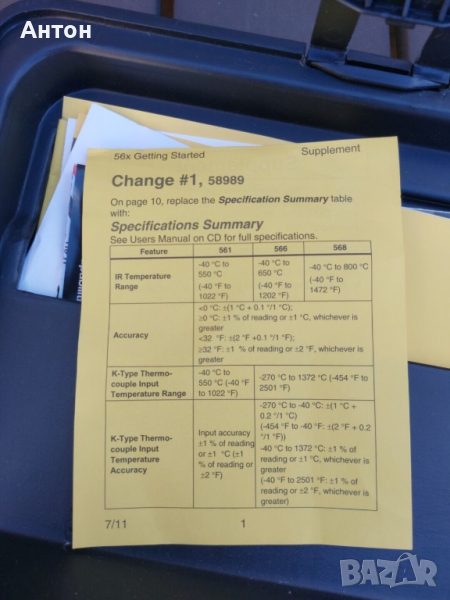 Антон
56x Getting Started
Supplement
Change #1, 58989
On page 10, replace the Specification Summary table
with:
Specifications Summary
See Users Manual on CD for full specifications.
Feature 561 566 568
IR Temperature
Range
-40 °C to
550 °C
(-40 °F to
1022 °F)
-40 °C to
650 °C
(-40 °F to
1202 °F)
-40 °C to 800 °C
(-40 °F to
1472 °F)
Accuracy
<0 °C: ±(1 °C + 0.1 °/1 °C);
≥0 °C: ±1 % of reading or ±1 °C, whichever is
greater
<32 °F: ±(2 °F +0.1 °/1 °F);
≥32 °F: ±1 % of reading or ±2 °F, whichever is
greater
K-Type Thermo-
couple Input
Temperature Range
-40 °C to
550 °C (-40 °F
to 1022 °F)
-270 °C to 1372 °C (-454 °F to
2501 °F)
K-Type Thermo-
couple Input
Temperature
Accuracy
Input accuracy
±1 % of reading
or ±1 °C (±1
% of reading or
±2 °F)
-270 °C to -40 °C: ±(1 °C +
0.2 °/1 °C)
(-454 °F to -40 °F: ±(2 °F + 0.2
°/1 °F))
-40 °C to 1372 °C: ±1 % of
reading or ±1 °C, whichever is
greater
(-40 °F to 2501 °F: ±1 % of
reading or ±2 °F, whichever is
greater)
7/11
1
BAZAR